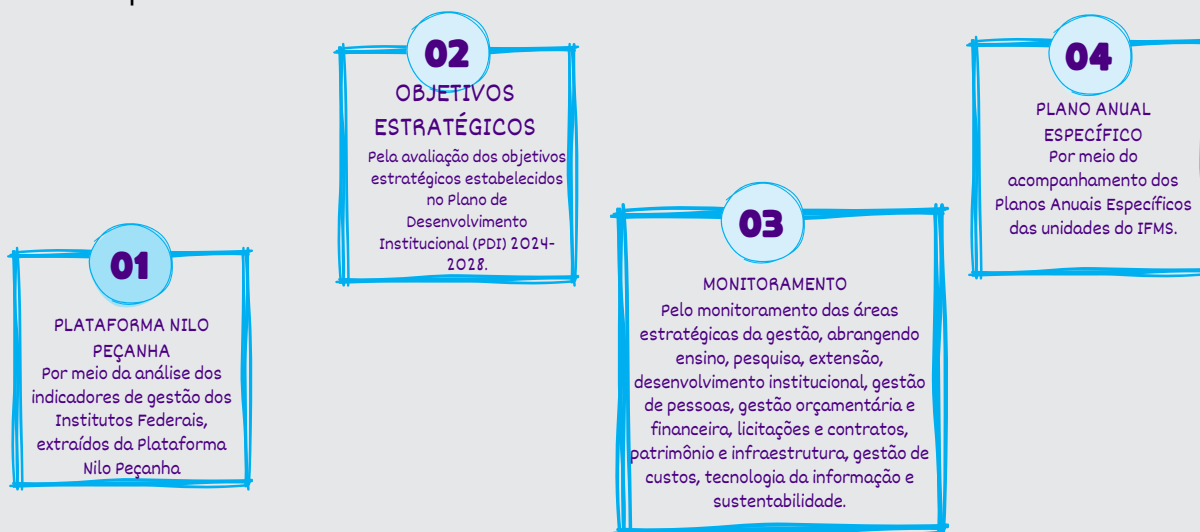 01
PLATAFORMA NILO
PEÇANHA
Por meio da análise dos
indicadores de gestão dos
Institutos Federais,
extraídos da Plataforma
Nilo Peçanha
02
OBJETIVOS
ESTRATÉGICOS
Pela avaliação dos objetivos
estratégicos estabelecidos
no Plano de
Desenvolvimento
Institucional (PDI) 2024-
2028.
03
MONITORAMENTO
Pelo monitoramento das áreas
estratégicas da gestão, abrangendo
ensino, pesquisa, extensão,
desenvolvimento institucional, gestão
de pessoas, gestão orçamentária e
financeira, licitações e contratos,
patrimônio e infraestrutura, gestão de
custos, tecnologia da informação e
sustentabilidade.
04
PLANO ANUAL
ESPECÍFICO
Por meio do
acompanhamento dos
Planos Anuais Específicos
das unidades do IFMS.